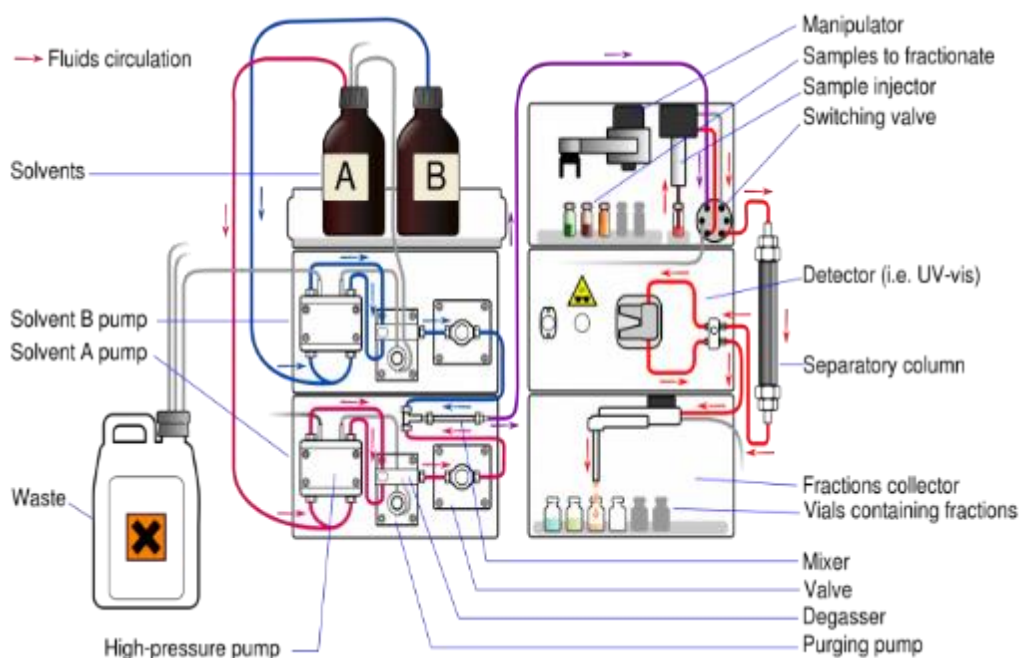 Fluids circulation
Manipulator
Samples to fractionate
Sample injector
Switching valve
Solvents
A
B
Detector (i.e. UV-vis)
Solvent B pump
Solvent A pump
Separatory column
Waste
Fractions collector
Vials containing fractions
Mixer
Valve
Degasser
High-pressure pump
Purging pump